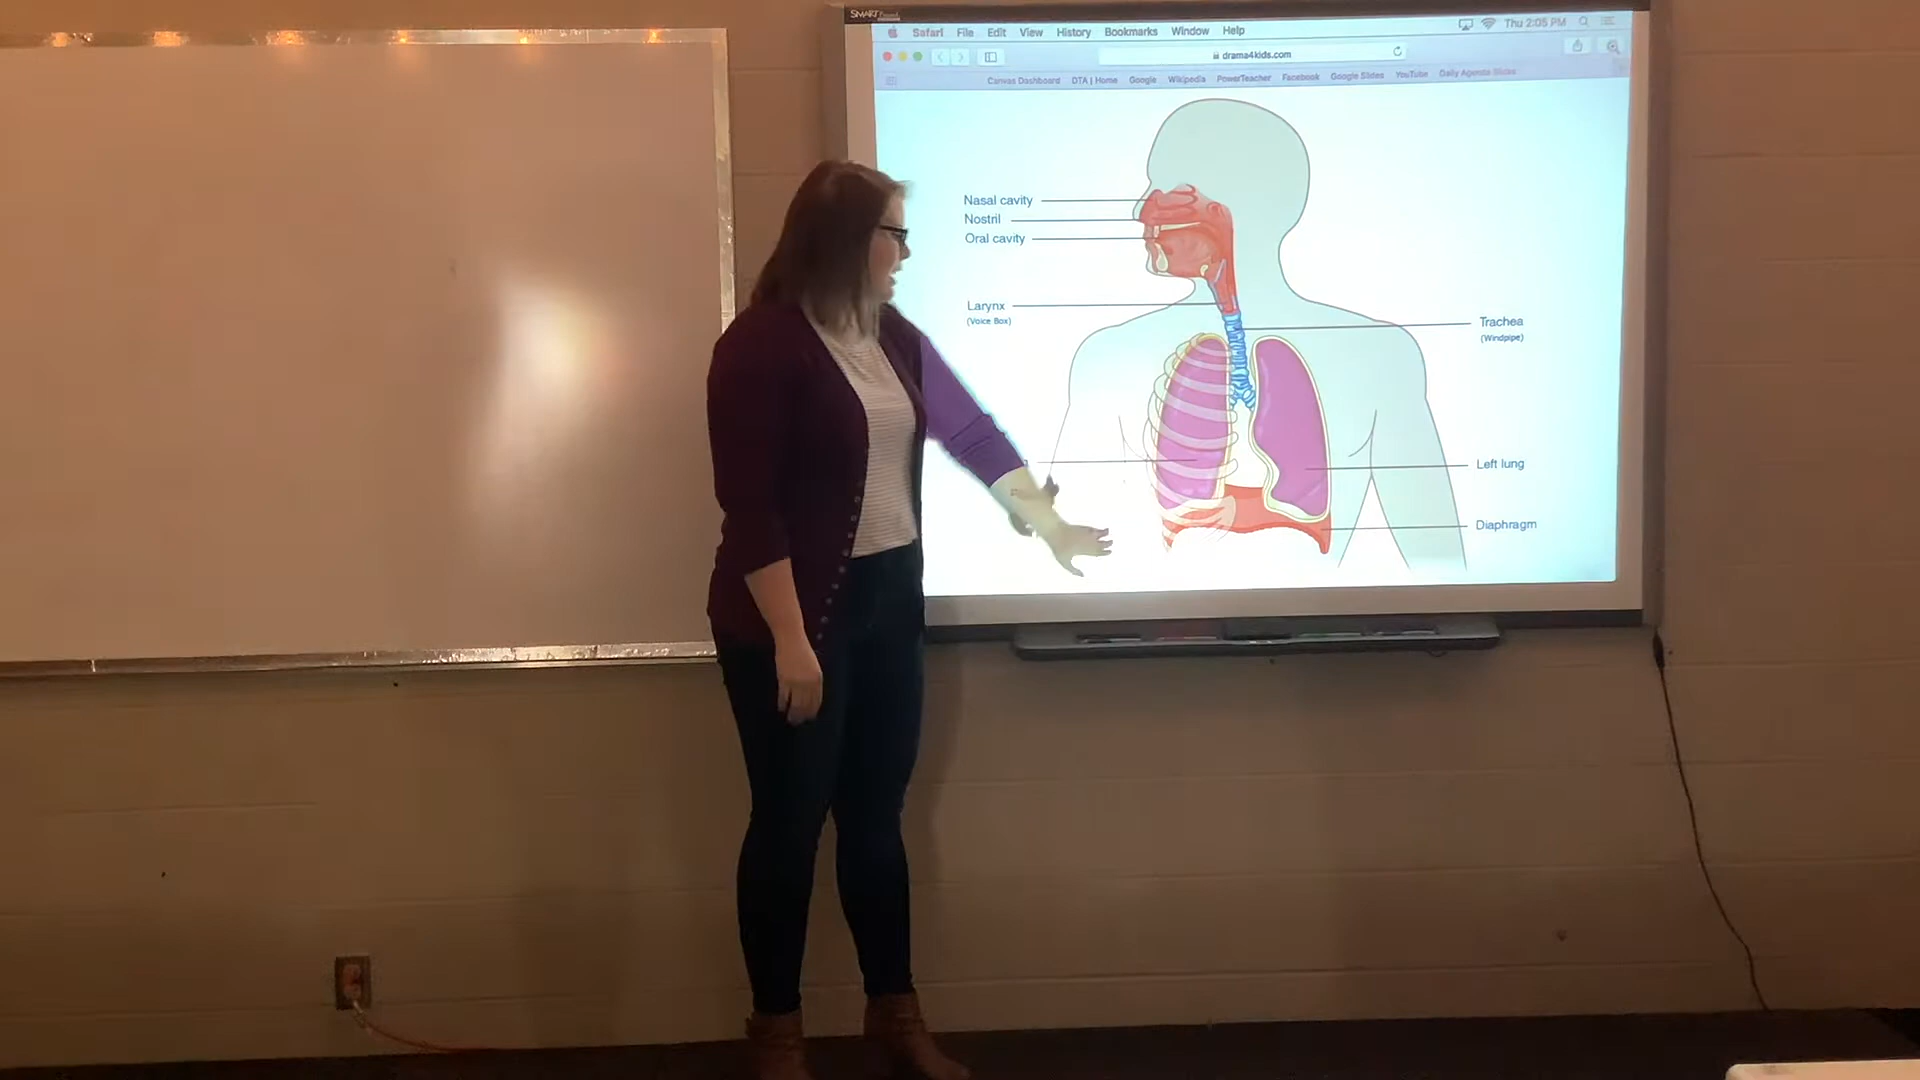 SMART
Safari File Edit View History Bookmarks Window Help Thu 2:05 PM
drama4kids.com
Canvas Dashboard DTA | Home Google Wikipedia PowerTeacher Facebook Google Slides YouTube Daily Agenda Slides
Nasal cavity
Nostril
Oral cavity
Larynx
(Voice Box)
Trachea
(Windpipe)
Left lung
Diaphragm